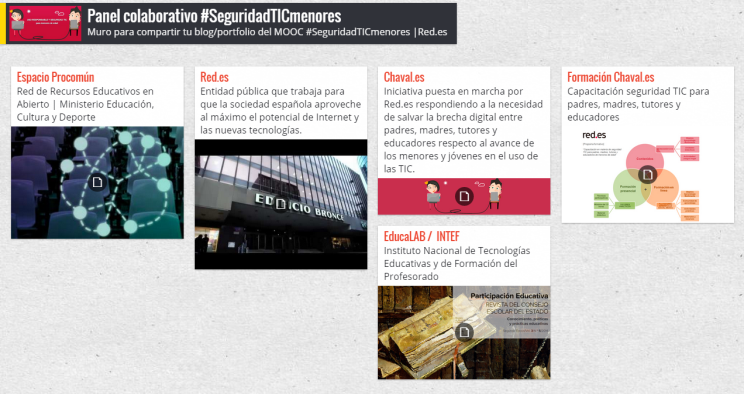 Panel colaborativo #SeguridadTICmenores
Muro para compartir tu blog/portfolio del MOOC #SeguridadTICmenores |Red.es
Espacio Procomún
Red de Recursos Educativos en
Abierto | Ministerio Educación,
Cultura y Deporte
Red.es
Entidad pública que trabaja para
que la sociedad española aproveche
al máximo el potencial de Internet y
las nuevas tecnologías.
EDIFICIO BRONCE
Chaval.es
Iniciativa puesta en marcha por
Red.es respondiendo a la necesidad
de salvar la brecha digital entre
padres, madres, tutores y
educadores respecto al avance de
los menores y jóvenes en el uso de
las TIC.
EducaLAB / INTEF
Instituto Nacional de Tecnologías
Educativas y de Formación del
Profesorado
Participación Educativa
REVISTA DEL CONSEJO
ESCOLAR DEL ESTADO
Formación Chaval.es
Capacitación seguridad TIC para
padres, madres, tutores y
educadores
red.es